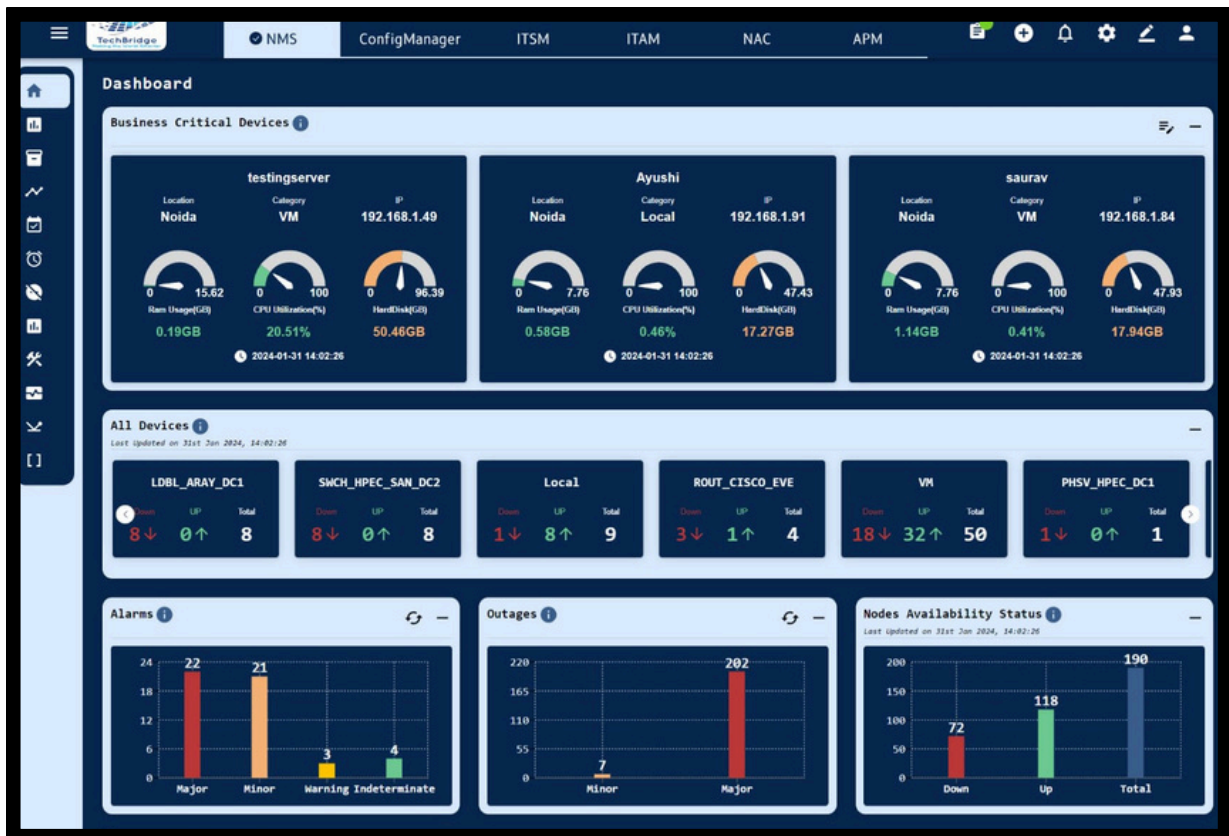 TechBridge
NMS ConfigManager ITSM ITAM NAC APM
Dashboard
Business Critical Devices
testingserver
Location Category IP
Noida VM 192.168.1.49
0 15.62 0 100 0 96.39
Ram Usage(GB) CPU Utilization(%) HardDisk(GB)
0.19GB 20.51% 50.46GB
2024-01-31 14:02:26
Ayushi
Location Category IP
Noida Local 192.168.1.91
0 7.76 0 100 0 47.43
Ram Usage(GB) CPU Utilization(%) HardDisk(GB)
0.58GB 0.46% 17.27GB
2024-01-31 14:02:26
saurav
Location Category IP
Noida VM 192.168.1.84
0 7.76 0 100 0 47.93
Ram Usage(GB) CPU Utilization(%) HardDisk(GB)
1.14GB 0.41% 17.94GB
2024-01-31 14:02:26
All Devices
Last Updated on 31st Jan 2024, 14:02:26
LDBL_ARAY_DC1
Down UP Total
8↓ 0↑ 8
SWCH_HPEC_SAN_DC2
Down UP Total
8↓ 0↑ 8
Local
Down UP Total
1↓ 8↑ 9
ROUT_CISCO_EVE
Down UP Total
3↓ 1↑ 4
VM
Down UP Total
18↓ 32↑ 50
PHSV_HPEC_DC1
Down UP Total
1↓ 0↑ 1
Alarms
24
18
12
6
0
22 21 3 4
Major Minor Warning Indeterminate
Outages
220
165
110
55
0
7 202
Minor Major
Nodes Availability Status
Last Updated on 31st Jan 2024, 14:02:26
200
150
100
50
0
72 118 190
Down Up Total